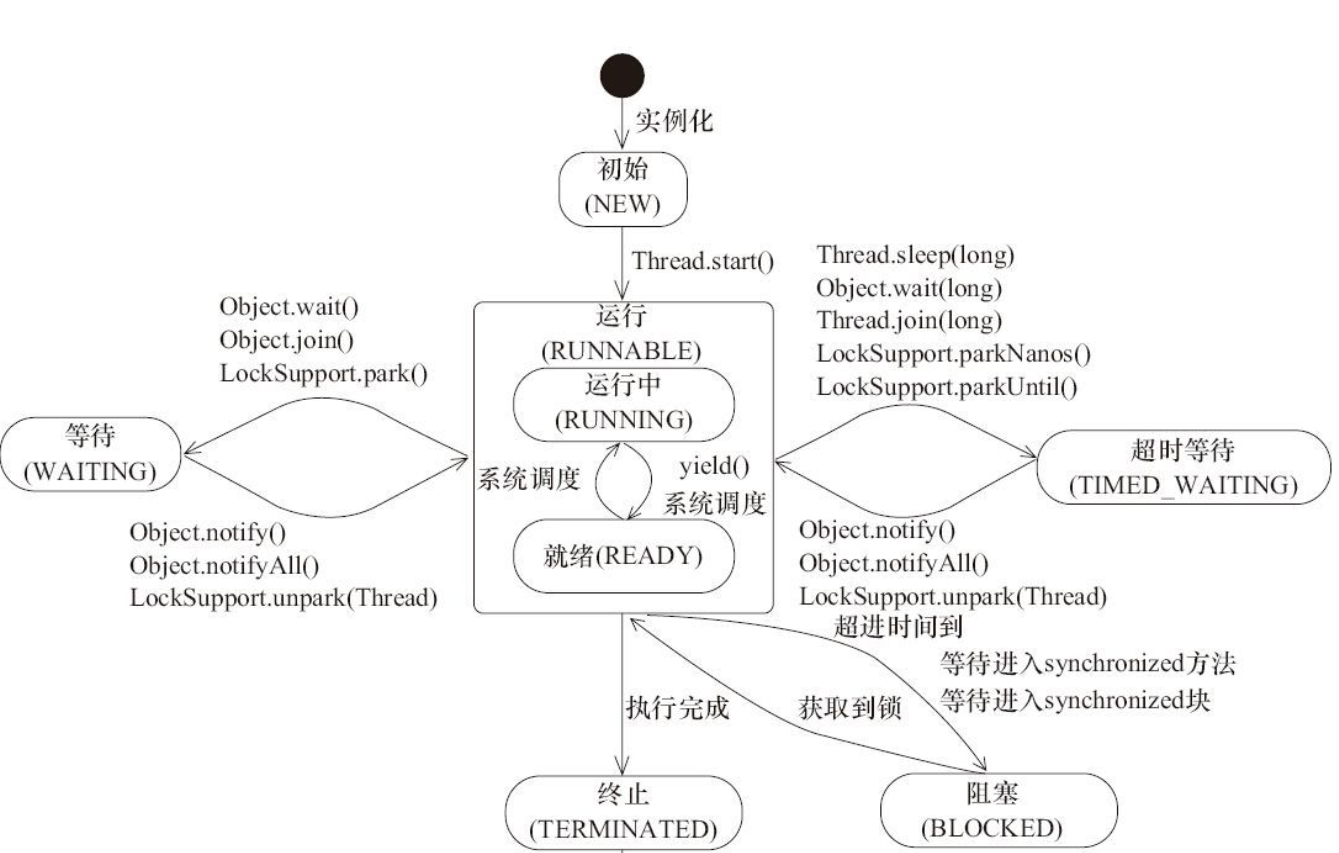 实例化
初始
(NEW)
Thread.start()
Object.wait()
Object.join()
LockSupport.park()
Thread.sleep(long)
Object.wait(long)
Thread.join(long)
LockSupport.parkNanos()
LockSupport.parkUntil()
运行
(RUNNABLE)
运行中
(RUNNING)
等待
(WAITING)
系统调度
yield()
系统调度
超时等待
(TIMED_WAITING)
就绪(READY)
Object.notify()
Object.notifyAll()
LockSupport.unpark(Thread)
Object.notify()
Object.notifyAll()
LockSupport.unpark(Thread)
超进时间到
等待进入synchronized方法
等待进入synchronized块
执行完成
获取到锁
终止
(TERMINATED)
阻塞
(BLOCKED)